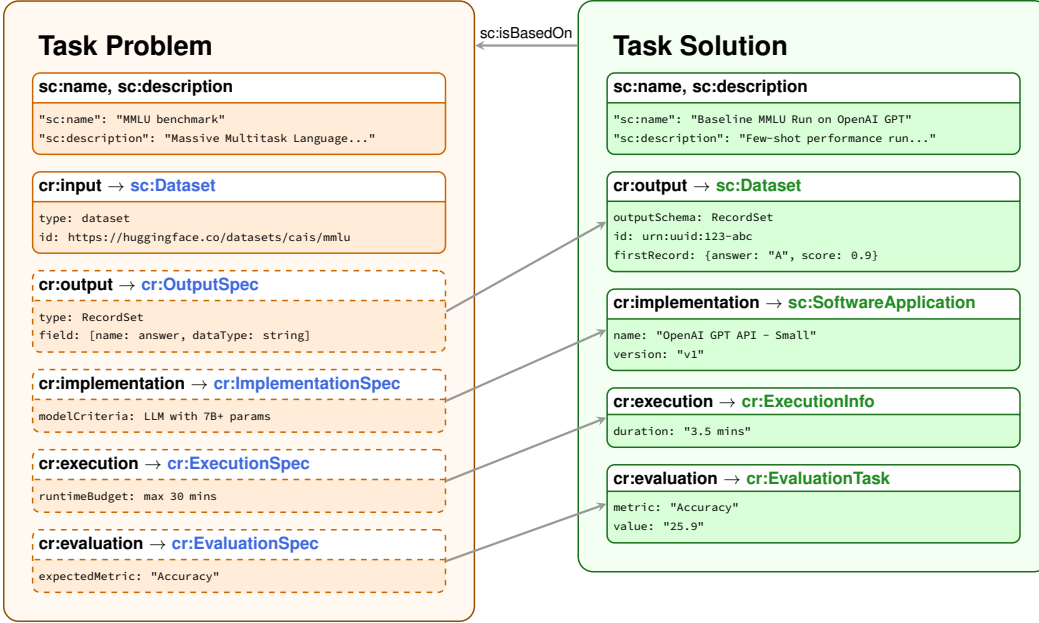 Task Problem
sc:name, sc:description
"sc:name": "MMLU benchmark"
"sc:description": "Massive Multitask Language..."
cr:input → sc:Dataset
type: dataset
id: https://huggingface.co/datasets/cais/mmlu
cr:output → cr:OutputSpec
type: RecordSet
field: [name: answer, dataType: string]
cr:implementation → cr:ImplementationSpec
modelCriteria: LLM with 7B+ params
cr:execution → cr:ExecutionSpec
runtimeBudget: max 30 mins
cr:evaluation → cr:EvaluationSpec
expectedMetric: "Accuracy"
sc:isBasedOn
Task Solution
sc:name, sc:description
"sc:name": "Baseline MMLU Run on OpenAI GPT"
"sc:description": "Few-shot performance run..."
cr:output → sc:Dataset
outputSchema: RecordSet
id: urn:uuid:123-abc
firstRecord: {answer: "A", score: 0.9}
cr:implementation → sc:SoftwareApplication
name: "OpenAI GPT API - Small"
version: "v1"
cr:execution → cr:ExecutionInfo
duration: "3.5 mins"
cr:evaluation → cr:EvaluationTask
metric: "Accuracy"
value: "25.9"